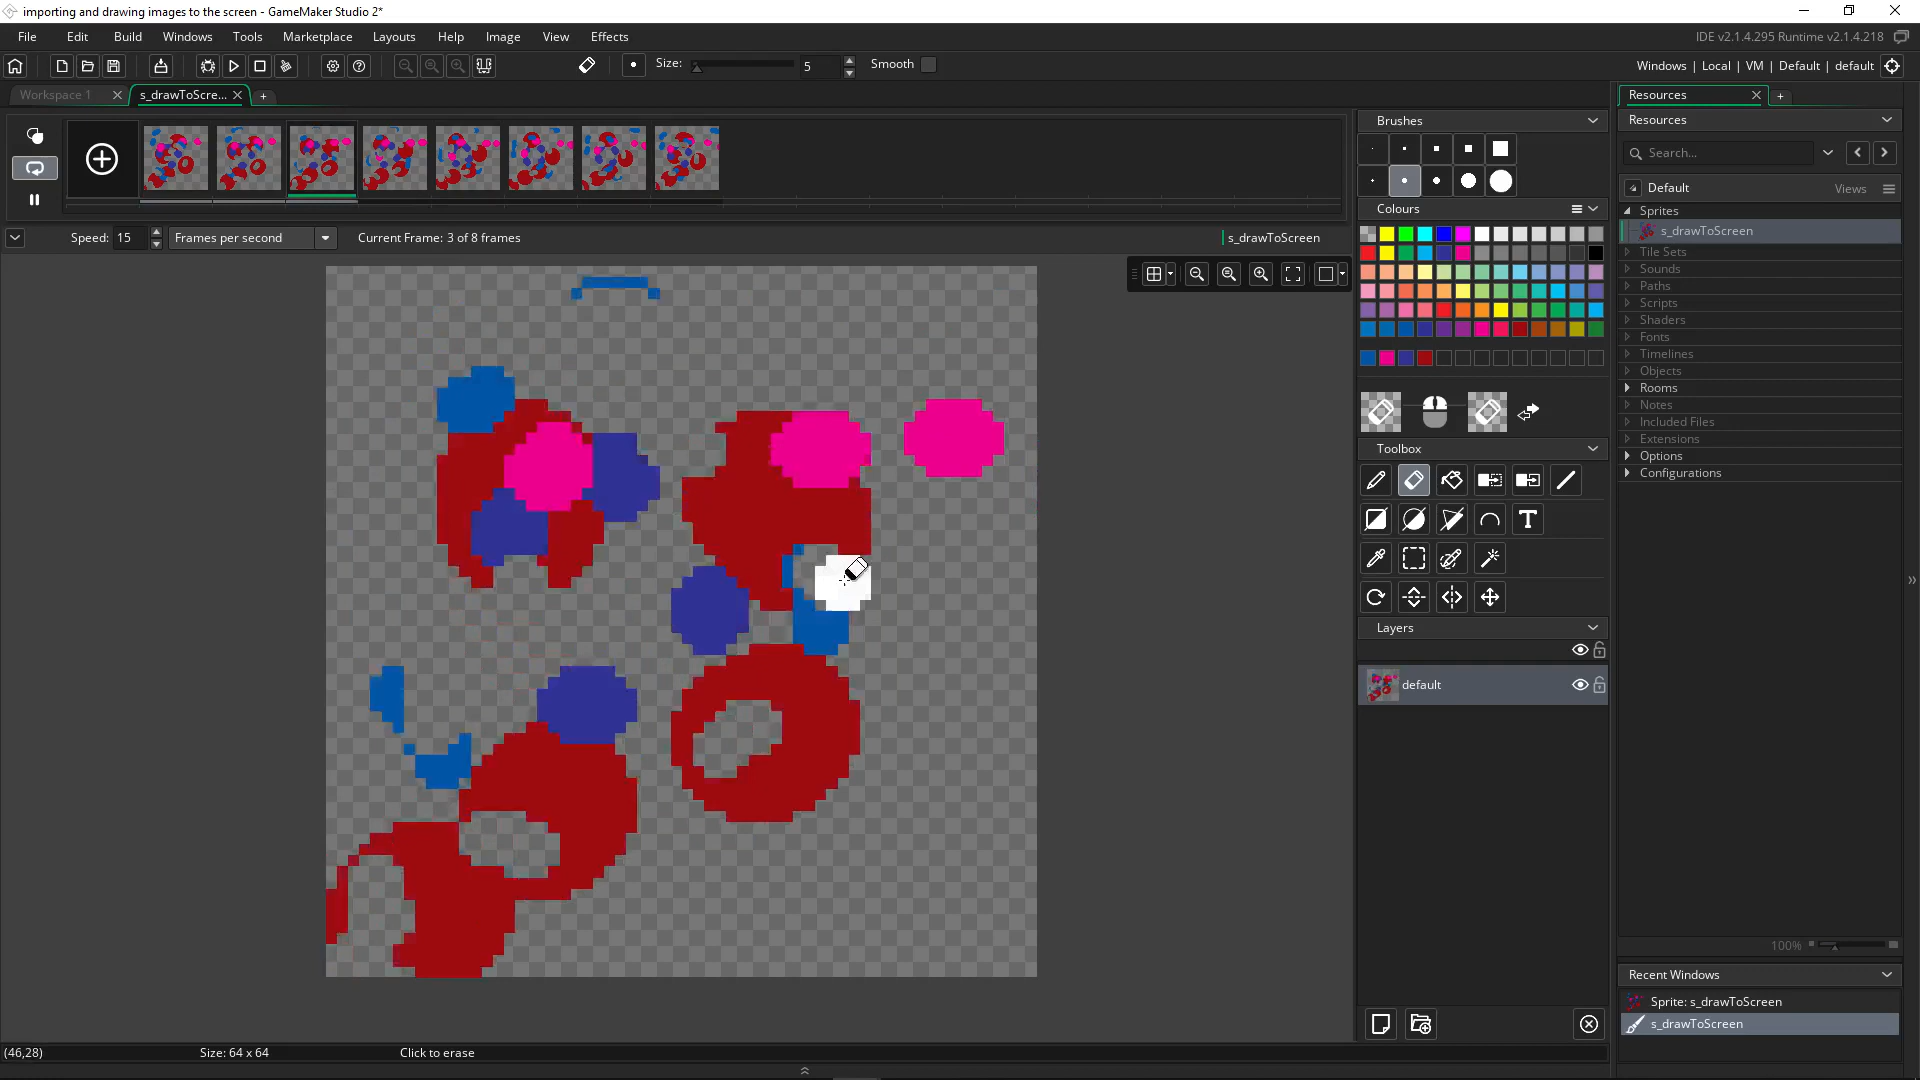 importing and drawing images to the screen - GameMaker Studio 2*
File Edit Build Windows Tools Marketplace Layouts Help Image View Effects
IDE v2.1.4.295 Runtime v2.1.4.218
Size: 5 Smooth
Windows | Local | VM | Default | default
Workspace 1
s_drawToScre...
Resources
Brushes
Resources
Search...
Default Views
Colours
Sprites
s_drawToScreen
Speed: 15 Frames per second Current Frame: 3 of 8 frames s_drawToScreen
Tile Sets
Sounds
Paths
Scripts
Shaders
Fonts
Timelines
Objects
Rooms
Notes
Included Files
Extensions
Options
Configurations
Toolbox
T
Layers
default
100%
Recent Windows
Sprite: s_drawToScreen
s_drawToScreen
(46,28) Size: 64 x 64 Click to erase